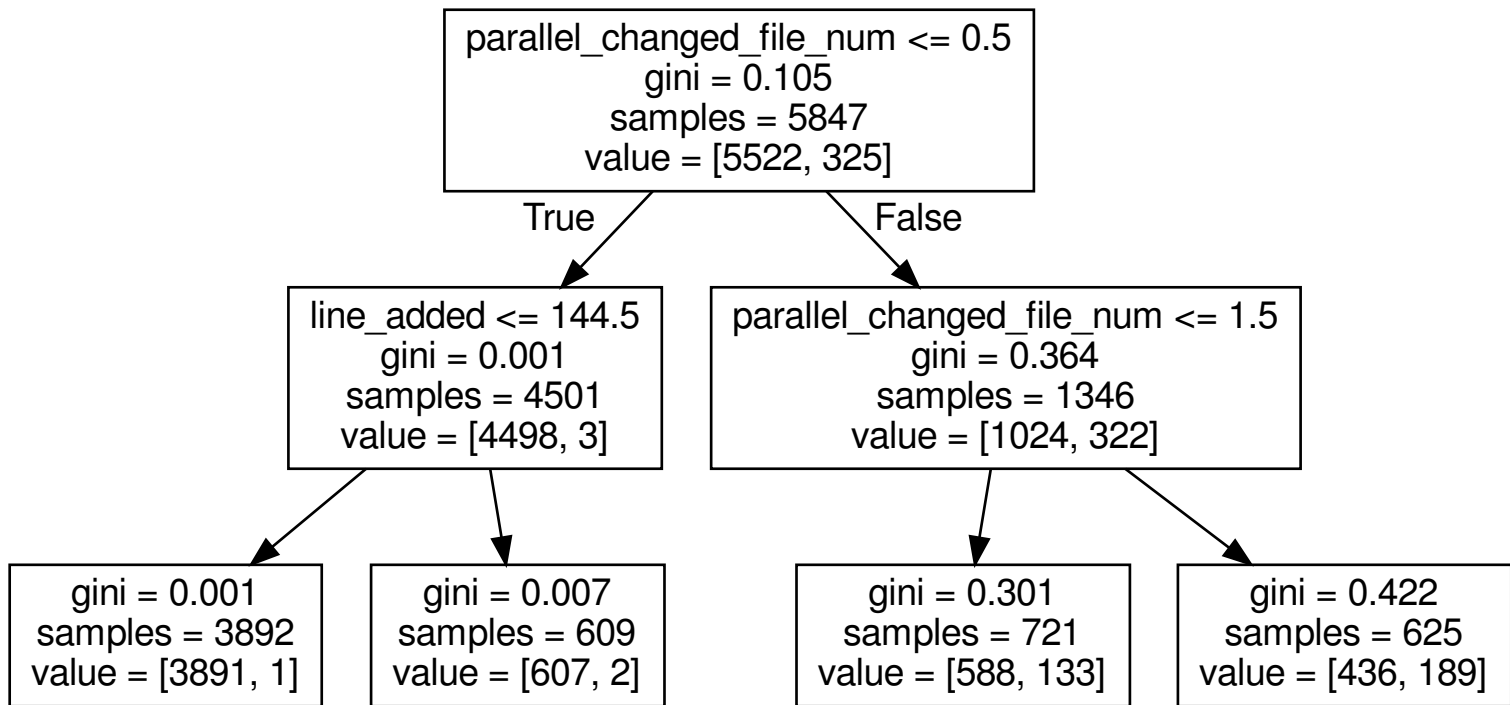 parallel_changed_file_num <= 0.5
gini = 0.105
samples = 5847
value = [5522, 325]
True
False
line_added <= 144.5
gini = 0.001
samples = 4501
value = [4498, 3]
parallel_changed_file_num <= 1.5
gini = 0.364
samples = 1346
value = [1024, 322]
gini = 0.001
samples = 3892
value = [3891, 1]
gini = 0.007
samples = 609
value = [607, 2]
gini = 0.301
samples = 721
value = [588, 133]
gini = 0.422
samples = 625
value = [436, 189]